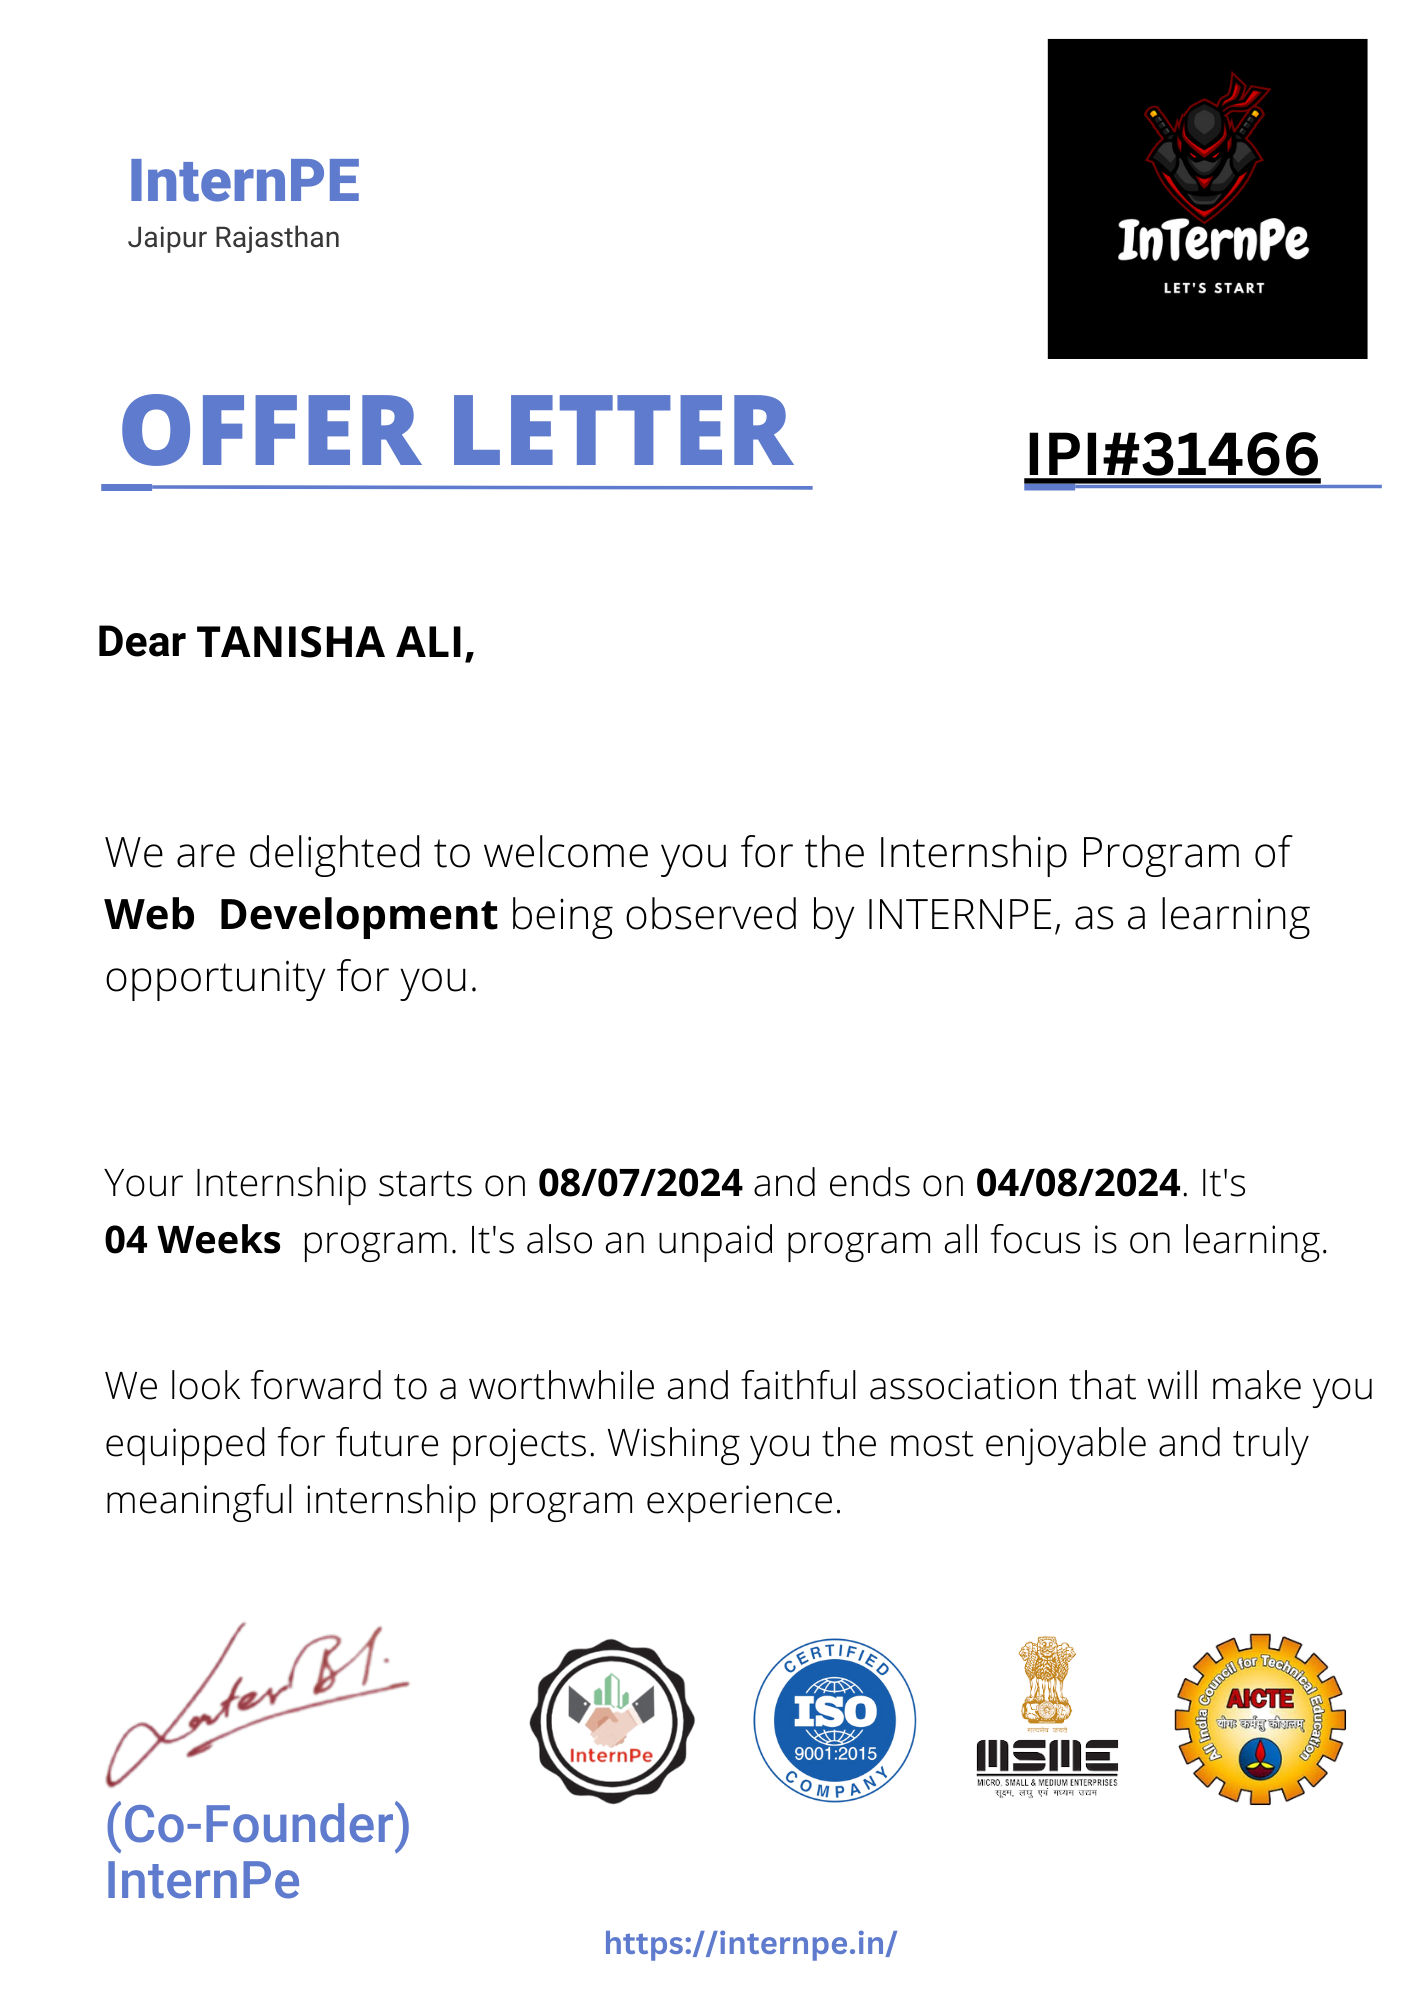 InternPE
Jaipur Rajasthan
InTernPe
LET'S START
OFFER LETTER
IPI#31466
Dear TANISHA ALI,
We are delighted to welcome you for the Internship Program of
Web Development being observed by INTERNPE, as a learning
opportunity for you.
Your Internship starts on 08/07/2024 and ends on 04/08/2024. It's
04 Weeks program. It's also an unpaid program all focus is on learning.
We look forward to a worthwhile and faithful association that will make you
equipped for future projects. Wishing you the most enjoyable and truly
meaningful internship program experience.
(Co-Founder)
InternPe
InternPe
CERTIFIED
ISO
9001:2015
COMPANY
सत्यमेव जयते
MSME
MICRO, SMALL & MEDIUM ENTERPRISES
सूक्ष्म, लघु एवं मध्यम उद्यम
All India Council for Technical Education
AICTE
योगः कर्मसु कौशलम्
https://internpe.in/